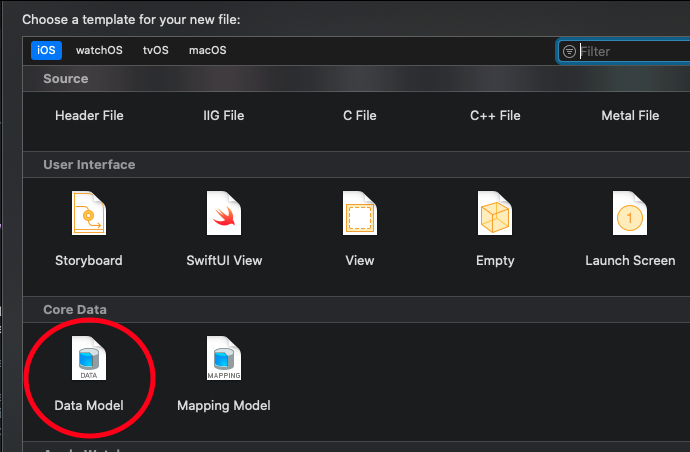 Choose a template for your new file:
iOS watchOS tvOS macOS Filter
Source
Header File IIG File C File C++ File Metal File
User Interface
1
Storyboard SwiftUI View View Empty Launch Screen
Core Data
DATA MAPPING
Data Model Mapping Model